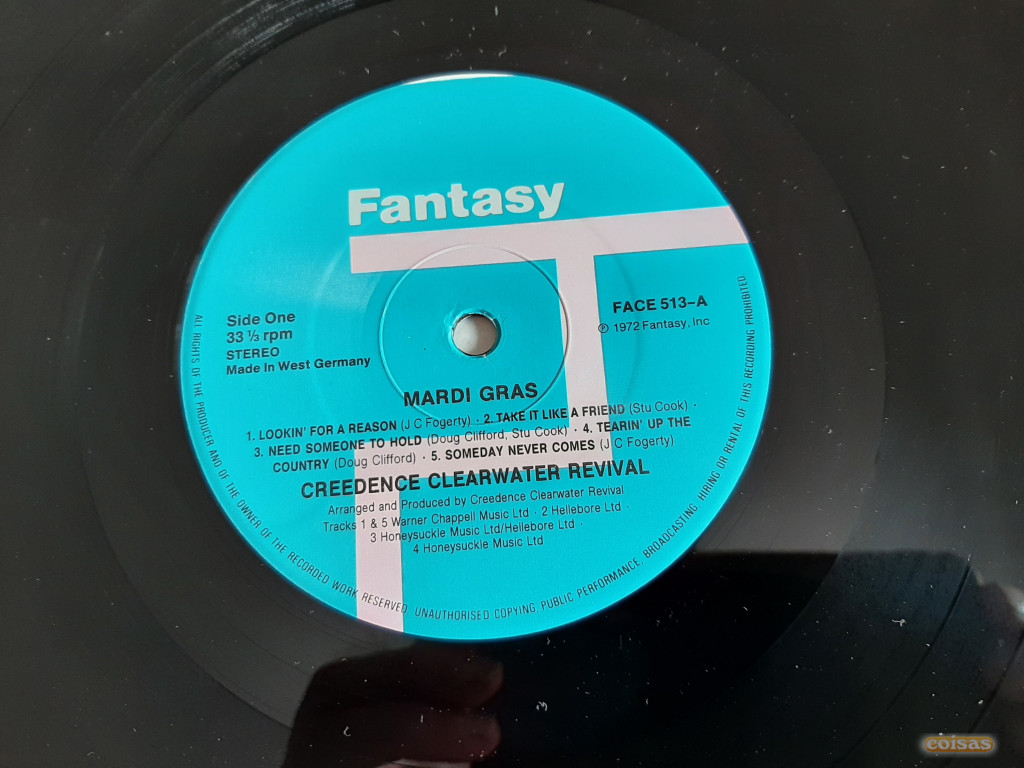 Fantasy
Side One
33 ⅓ rpm
STEREO
Made In West Germany
FACE 513-A
℗ 1972 Fantasy, Inc
MARDI GRAS
1. LOOKIN' FOR A REASON (J C Fogerty) · 2. TAKE IT LIKE A FRIEND (Stu Cook) ·
3. NEED SOMEONE TO HOLD (Doug Clifford, Stu Cook) · 4. TEARIN' UP THE
COUNTRY (Doug Clifford) · 5. SOMEDAY NEVER COMES (J C Fogerty)
CREEDENCE CLEARWATER REVIVAL
Arranged and Produced by Creedence Clearwater Revival
Tracks 1 & 5 Warner Chappell Music Ltd · 2 Hellebore Ltd ·
3 Honeysuckle Music Ltd/Hellebore Ltd ·
4 Honeysuckle Music Ltd
ALL RIGHTS OF THE PRODUCER AND OF THE OWNER OF THE RECORDED WORK RESERVED. UNAUTHORISED COPYING, PUBLIC PERFORMANCE, BROADCASTING, HIRING OR RENTAL OF THIS RECORDING PROHIBITED
coisas